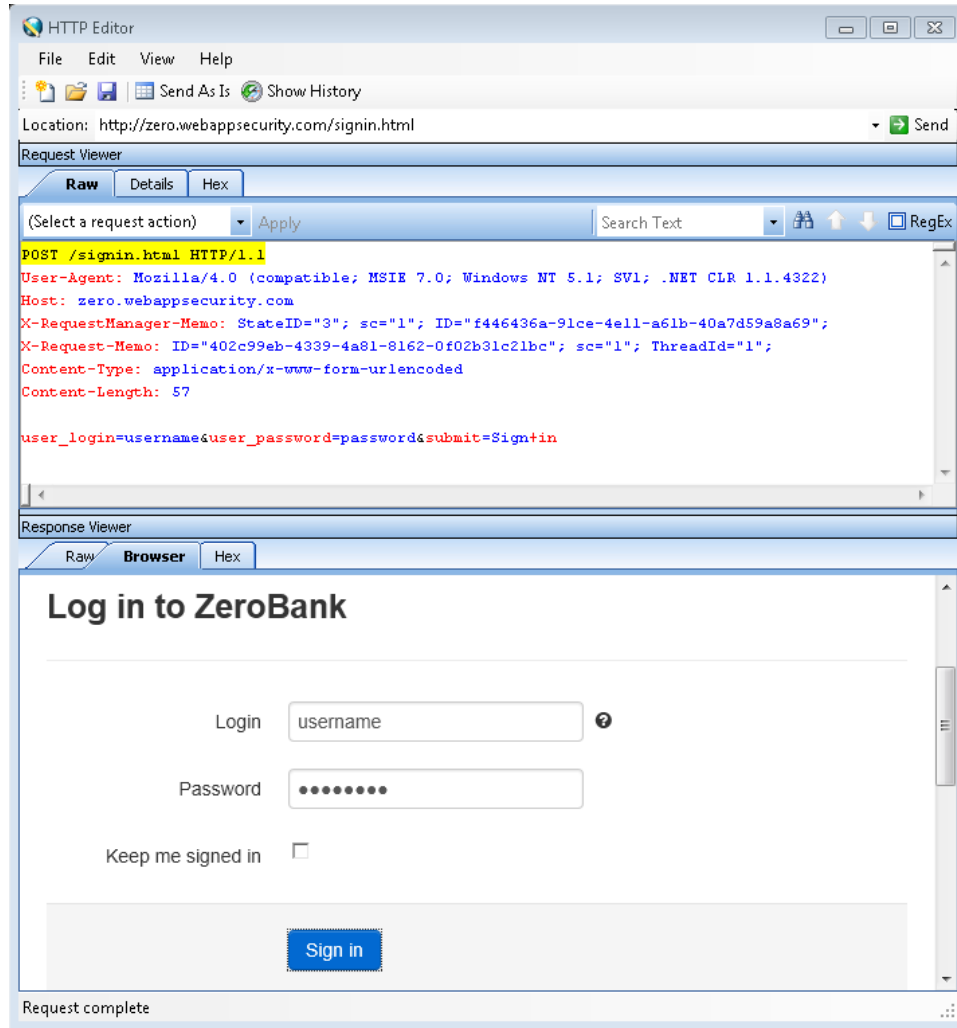 HTTP Editor
File Edit View Help
Send As Is Show History
Location: http://zero.webappsecurity.com/signin.html Send
Request Viewer
Raw Details Hex
(Select a request action) Apply Search Text RegEx
POST /signin.html HTTP/1.1
User-Agent: Mozilla/4.0 (compatible; MSIE 7.0; Windows NT 5.1; SV1; .NET CLR 1.1.4322)
Host: zero.webappsecurity.com
X-RequestManager-Memo: StateID="3"; sc="1"; ID="f446436a-91ce-4e11-a61b-40a7d59a8a69";
X-Request-Memo: ID="402c99eb-4339-4a81-8162-0f02b31c21bc"; sc="1"; ThreadId="1";
Content-Type: application/x-www-form-urlencoded
Content-Length: 57
user_login=username&user_password=password&submit=Sign+in
Response Viewer
Raw Browser Hex
Log in to ZeroBank
Login username
Password ●●●●●●●●
Keep me signed in
Sign in
Request complete